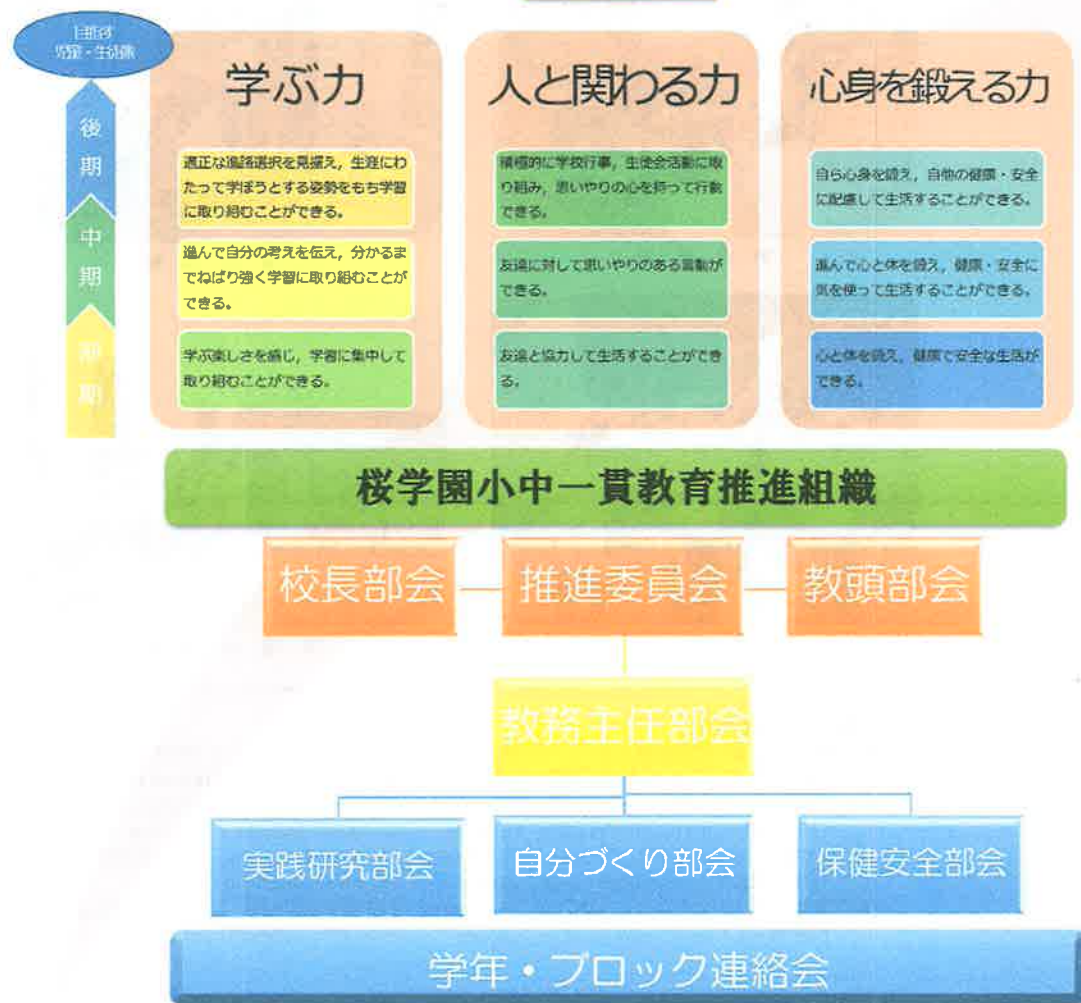 目指す
児童・生徒像
後
期
中
期
前
期
学ぶ力
適正な進路選択を見据え，生涯にわ
たって学ぼうとする姿勢をもち学習
に取り組むことができる。
進んで自分の考えを伝え，分かるま
でねばり強く学習に取り組むことが
できる。
学ぶ楽しさを感じ，学習に集中して
取り組むことができる。
人と関わる力
積極的に学校行事，生徒会活動に取
り組み，思いやりの心を持って行動
できる。
友達に対して思いやりのある言動が
できる。
友達と協力して生活することができ
る。
心身を鍛える力
自ら心身を鍛え，自他の健康・安全
に配慮して生活することができる。
進んで心と体を鍛え，健康・安全に
気を使って生活することができる。
心と体を鍛え，健康で安全な生活が
できる。
桜学園小中一貫教育推進組織
校長部会
推進委員会
教頭部会
教務主任部会
実践研究部会
自分づくり部会
保健安全部会
学年・ブロック連絡会